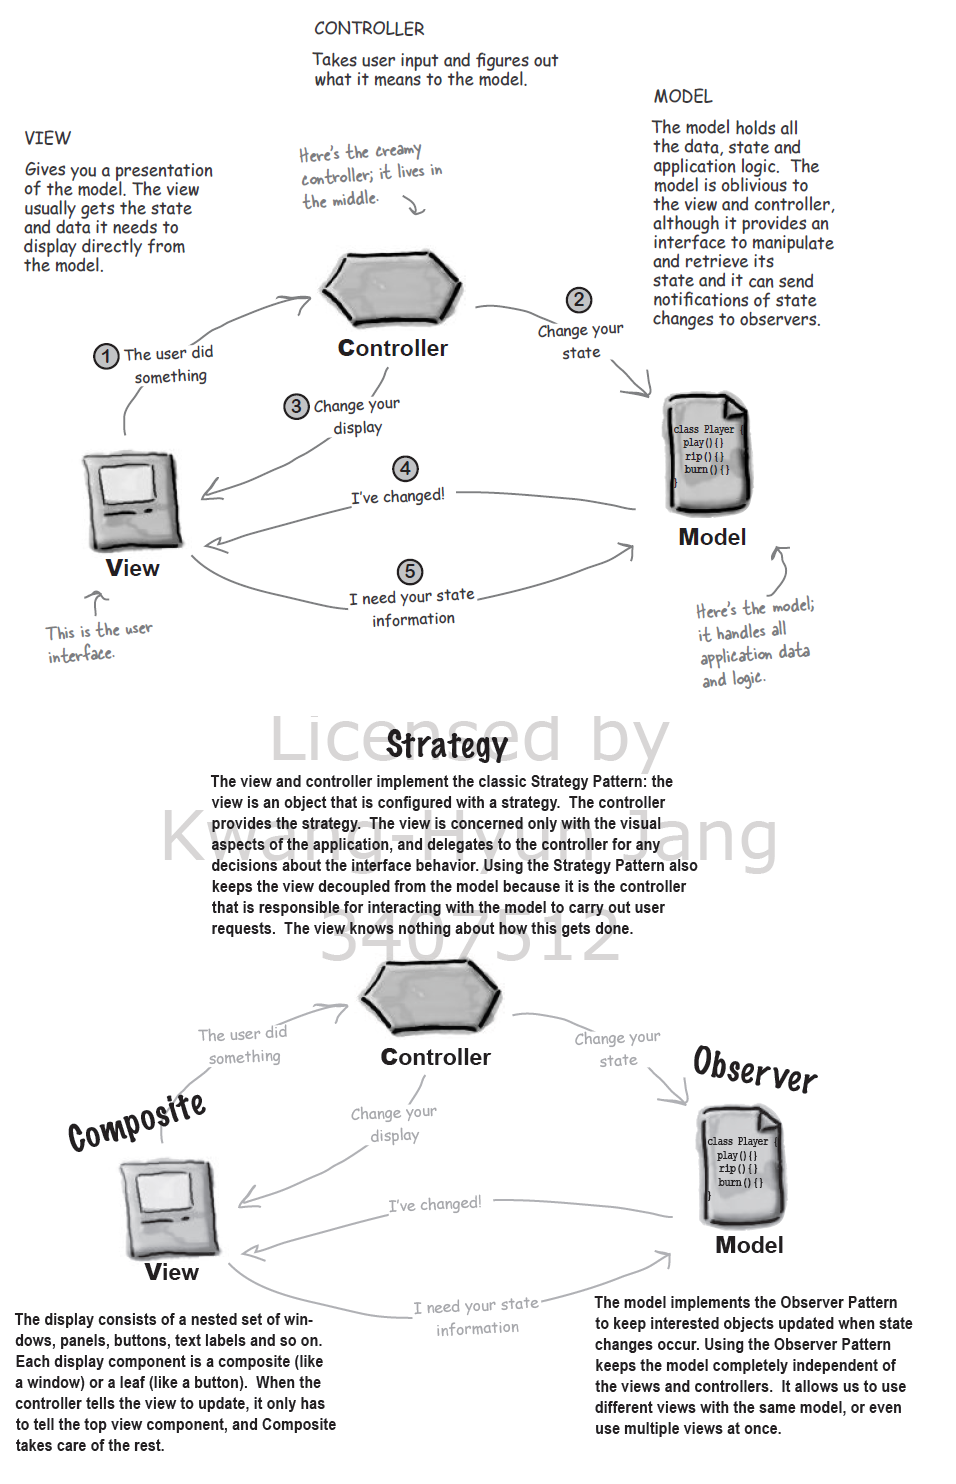 CONTROLLER
Takes user input and figures out
what it means to the model.
MODEL
The model holds all
the data, state and
application logic.  The
model is oblivious to
the view and controller,
although it provides an
interface to manipulate
and retrieve its
state and it can send
notifications of state
changes to observers.
VIEW
Gives you a presentation
of the model. The view
usually gets the state
and data it needs to
display directly from
the model.
Here's the creamy
controller; it lives in
the middle.
Controller
1 The user did
something
2
Change your
state
3 Change your
display
4
I've changed!
5
I need your state
information
class Player {
play(){}
rip(){}
burn(){}
}
Model
View
This is the user
interface.
Here's the model;
it handles all
application data
and logic.
Licensed by
Kwang-Hyun Jang
3407512
Strategy
The view and controller implement the classic Strategy Pattern: the
view is an object that is configured with a strategy.  The controller
provides the strategy.  The view is concerned only with the visual
aspects of the application, and delegates to the controller for any
decisions about the interface behavior. Using the Strategy Pattern also
keeps the view decoupled from the model because it is the controller
that is responsible for interacting with the model to carry out user
requests.  The view knows nothing about how this gets done.
Controller
The user did
something
Change your
state
Change your
display
I've changed!
I need your state
information
Composite
View
Observer
class Player {
play(){}
rip(){}
burn(){}
}
Model
The display consists of a nested set of win-
dows, panels, buttons, text labels and so on.
Each display component is a composite (like
a window) or a leaf (like a button).  When the
controller tells the view to update, it only has
to tell the top view component, and Composite
takes care of the rest.
The model implements the Observer Pattern
to keep interested objects updated when state
changes occur. Using the Observer Pattern
keeps the model completely independent of
the views and controllers.  It allows us to use
different views with the same model, or even
use multiple views at once.